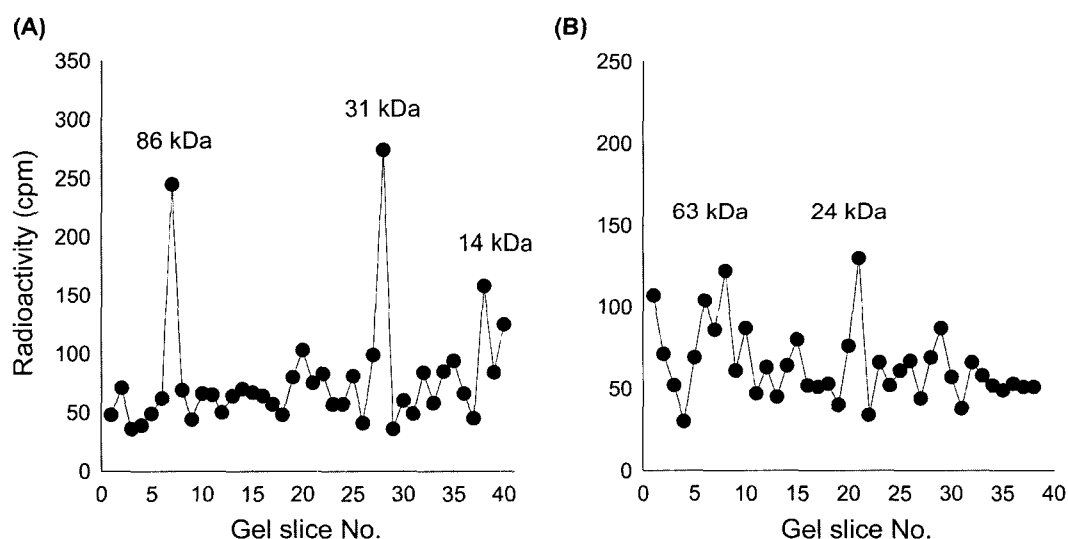 (A)
350
300
250
200
150
100
50
0
Radioactivity (cpm)
86 kDa
31 kDa
14 kDa
0 5 10 15 20 25 30 35 40
Gel slice No.
(B)
250
200
150
100
50
0
63 kDa 24 kDa
0 5 10 15 20 25 30 35 40
Gel slice No.